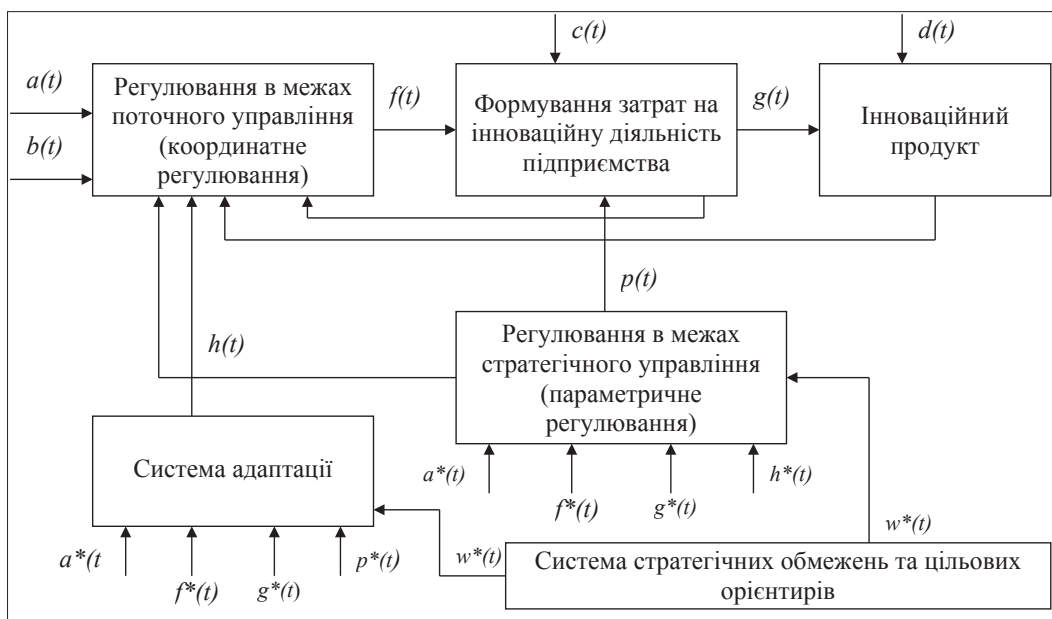 c(t)
d(t)
a(t)
b(t)
Регулювання в межах
поточного управління
(координатне
регулювання)
f(t)
Формування затрат на
інноваційну діяльність
підприємства
g(t)
Інноваційний
продукт
p(t)
h(t)
Регулювання в межах
стратегічного управління
(параметричне
регулювання)
Система адаптації
a*(t)
f*(t)
g*(t)
h*(t)
a*(t
f*(t)
g*(t)
p*(t)
w*(t)
w*(t)
Система стратегічних обмежень та цільових
орієнтирів